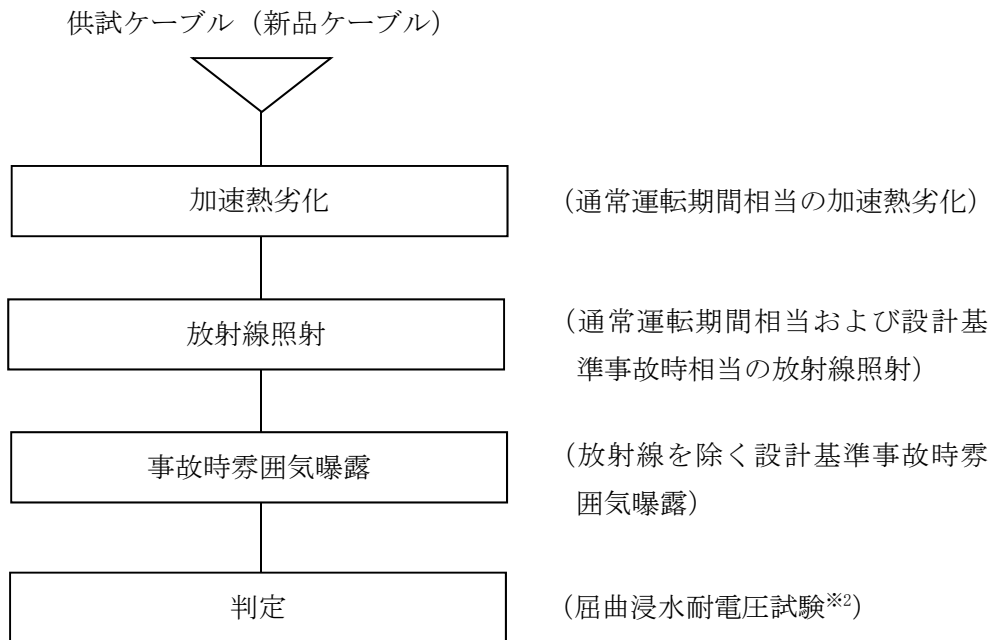 供試ケーブル（新品ケーブル）
加速熱劣化
（通常運転期間相当の加速熱劣化）
放射線照射
（通常運転期間相当および設計基
準事故時相当の放射線照射）
事故時雰囲気曝露
（放射線を除く設計基準事故時雰
囲気曝露）
判定
（屈曲浸水耐電圧試験※2）